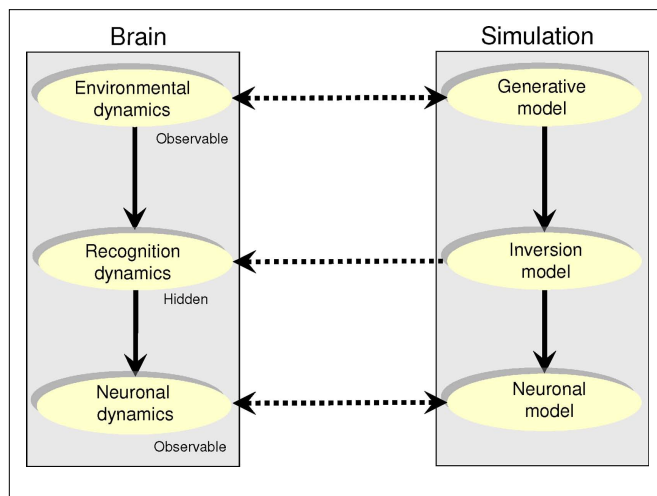 Brain
Simulation
Environmental
dynamics
Generative
model
Observable
Recognition
dynamics
Inversion
model
Hidden
Neuronal
dynamics
Neuronal
model
Observable